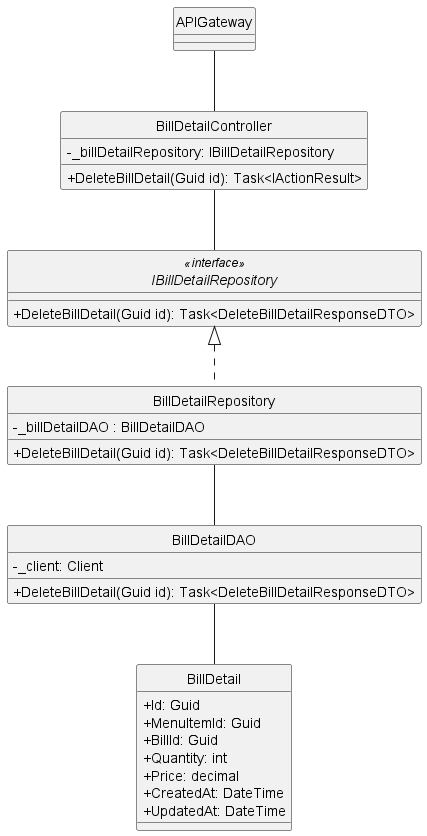 APIGateway
BillDetailController
-_billDetailRepository: IBillDetailRepository
+DeleteBillDetail(Guid id): Task<IActionResult>
«interface»
IBillDetailRepository
+DeleteBillDetail(Guid id): Task<DeleteBillDetailResponseDTO>
BillDetailRepository
-_billDetailDAO : BillDetailDAO
+DeleteBillDetail(Guid id): Task<DeleteBillDetailResponseDTO>
BillDetailDAO
-_client: Client
+DeleteBillDetail(Guid id): Task<DeleteBillDetailResponseDTO>
BillDetail
+Id: Guid
+MenuItemId: Guid
+BillId: Guid
+Quantity: int
+Price: decimal
+CreatedAt: DateTime
+UpdatedAt: DateTime